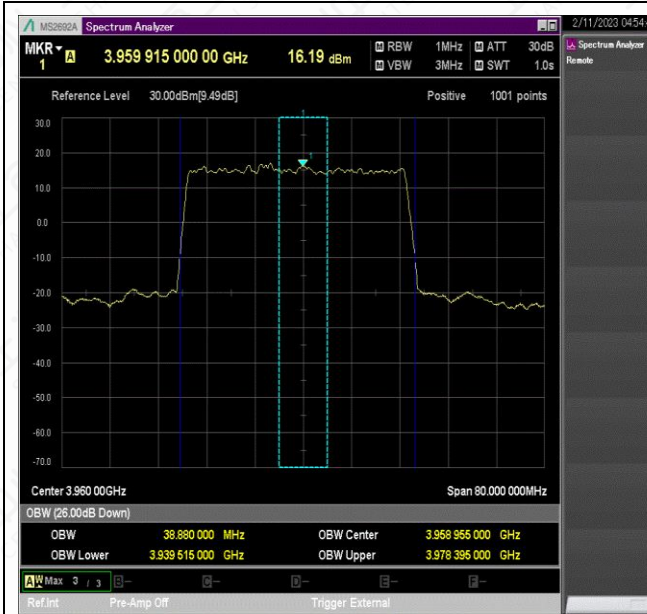 MS2692A Spectrum Analyzer
2/11/2023 04:54
MKR 1 A 3.959 915 000 00 GHz 16.19 dBm
M RBW 1MHz M ATT 30dB
M VBW 3MHz M SWT 1.0s
Spectrum Analyzer
Remote
Reference Level 30.00dBm[9.49dB] Positive 1001 points
30.0
20.0
1
10.0
0.0
-10.0
-20.0
-30.0
-50.0
-60.0
-70.0
Center 3.960 00GHz Span 80.000 000MHz
OBW (26.00dB Down)
OBW 38.880 000 MHz OBW Center 3.958 955 000 GHz
OBW Lower 3.939 515 000 GHz OBW Upper 3.978 395 000 GHz
A W Max 3 / 3 B- C- D- E- F-
Ref.Int Pre-Amp Off Trigger External